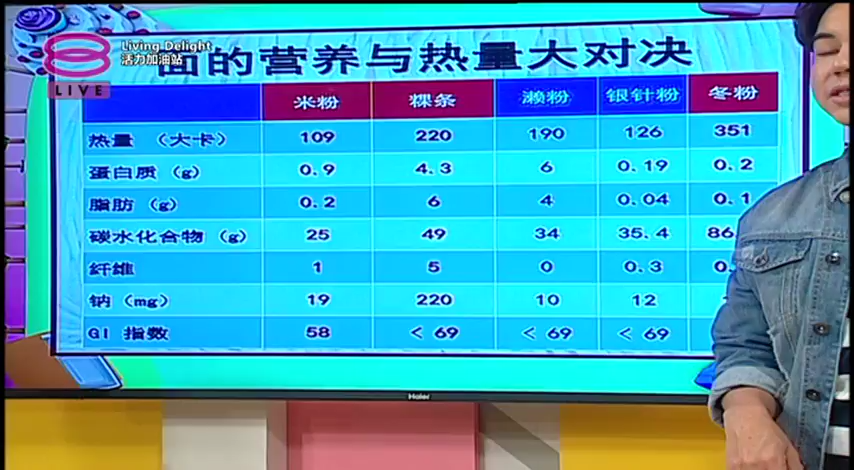 Living Delight
活力加油站
8
LIVE
面的营养与热量大对决
米粉 粿条 濑粉 银针粉 冬粉
热量 （大卡） 109 220 190 126 351
蛋白质 （g） 0.9 4.3 6 0.19 0.2
脂肪 （g） 0.2 6 4 0.04 0.1
碳水化合物 （g） 25 49 34 35.4 86
纤维 1 5 0 0.3 0.
钠（mg） 19 220 10 12
GI 指数 58 < 69 < 69 < 69
Haier